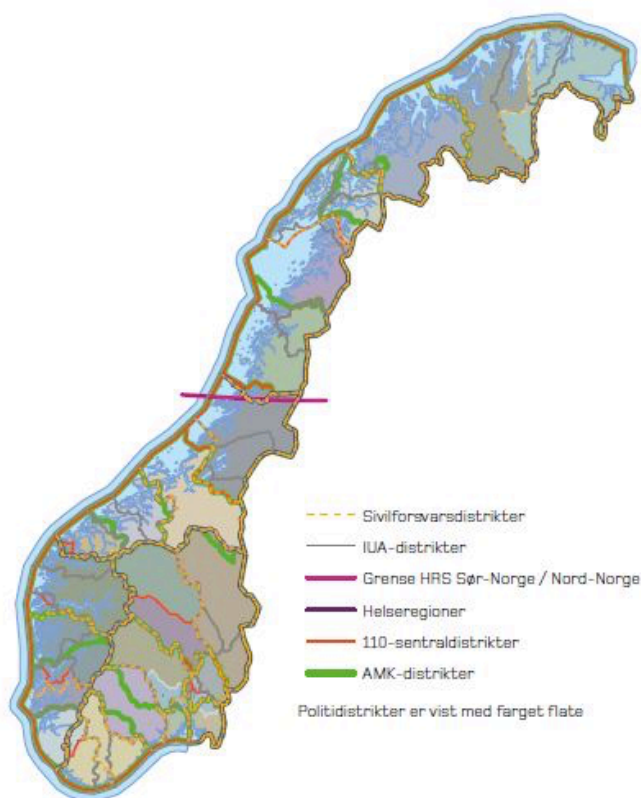 Sivilforsvarsdistrikter
IUA-distrikter
Grense HRS Sør-Norge / Nord-Norge
Helseregioner
110-sentraldistrikter
AMK-distrikter
Politidistrikter er vist med farget flate